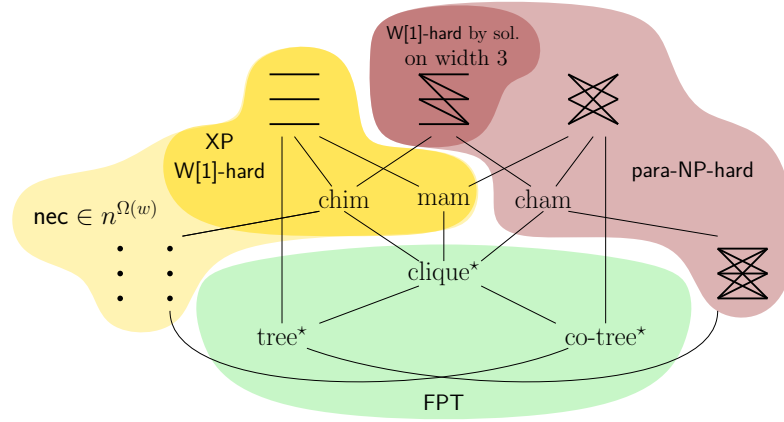 W[1]-hard by sol.
on width 3
XP
W[1]-hard
para-NP-hard
chim
mam
cham
nec ∈ n^{Ω(w)}
clique⋆
tree⋆
co-tree⋆
FPT